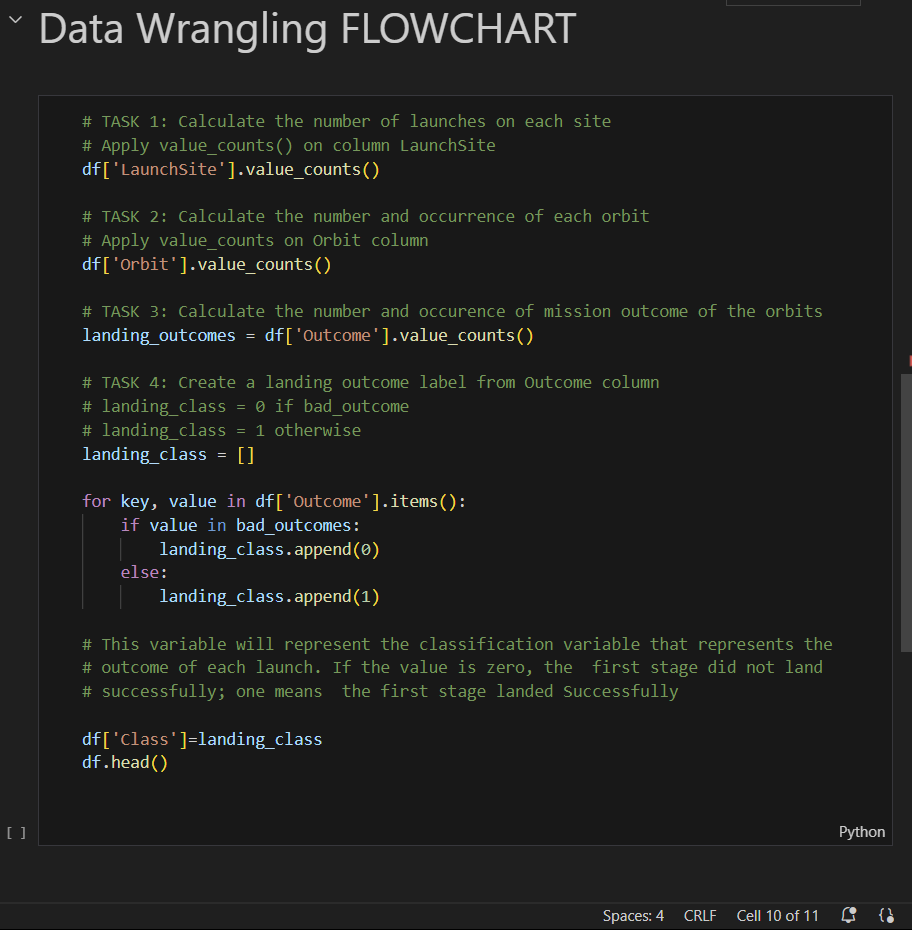 Data Wrangling FLOWCHART
# TASK 1: Calculate the number of launches on each site
# Apply value_counts() on column LaunchSite
df['LaunchSite'].value_counts()
# TASK 2: Calculate the number and occurrence of each orbit
# Apply value_counts on Orbit column
df['Orbit'].value_counts()
# TASK 3: Calculate the number and occurence of mission outcome of the orbits
landing_outcomes = df['Outcome'].value_counts()
# TASK 4: Create a landing outcome label from Outcome column
# landing_class = 0 if bad_outcome
# landing_class = 1 otherwise
landing_class = []
for key, value in df['Outcome'].items():
    if value in bad_outcomes:
        landing_class.append(0)
    else:
        landing_class.append(1)
# This variable will represent the classification variable that represents the
# outcome of each launch. If the value is zero, the  first stage did not land
# successfully; one means  the first stage landed Successfully
df['Class']=landing_class
df.head()
[ ]
Python
Spaces: 4 CRLF Cell 10 of 11